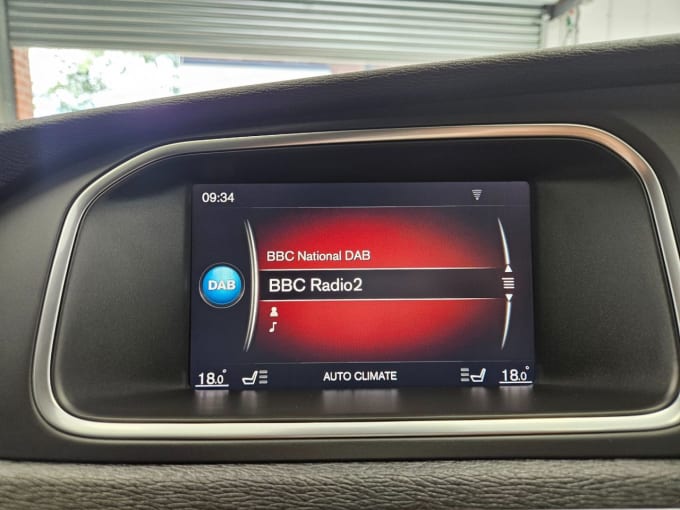 09:34
BBC National DAB
DAB
BBC Radio2
18.0°
AUTO CLIMATE
18.0°